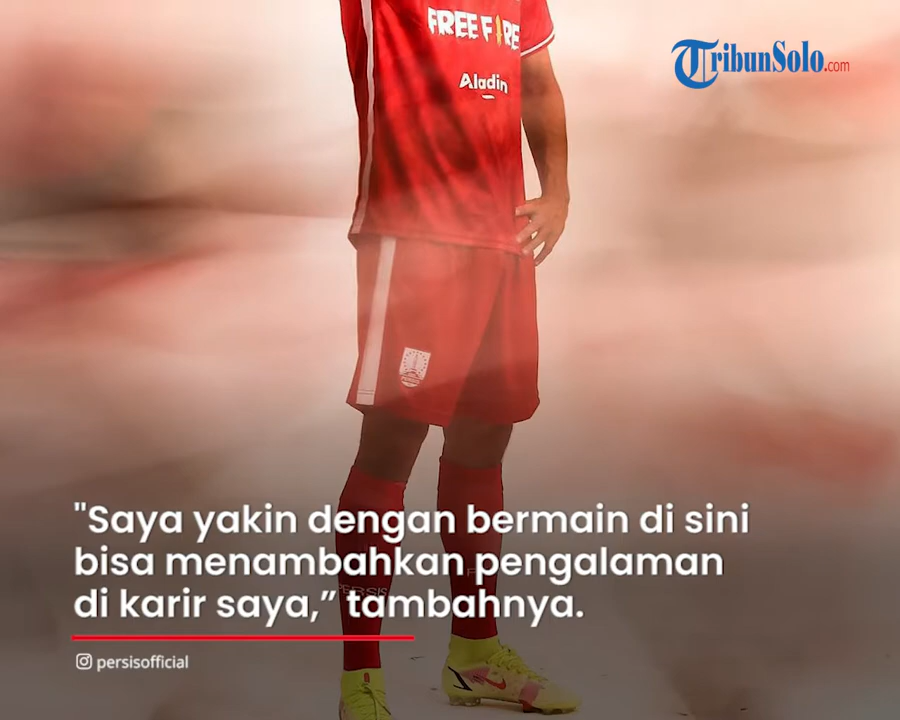 FREE FIRE
Aladin
TribunSolo.com
"Saya yakin dengan bermain di sini
bisa menambahkan pengalaman
di karir saya,” tambahnya.
PERSIS
persisofficial